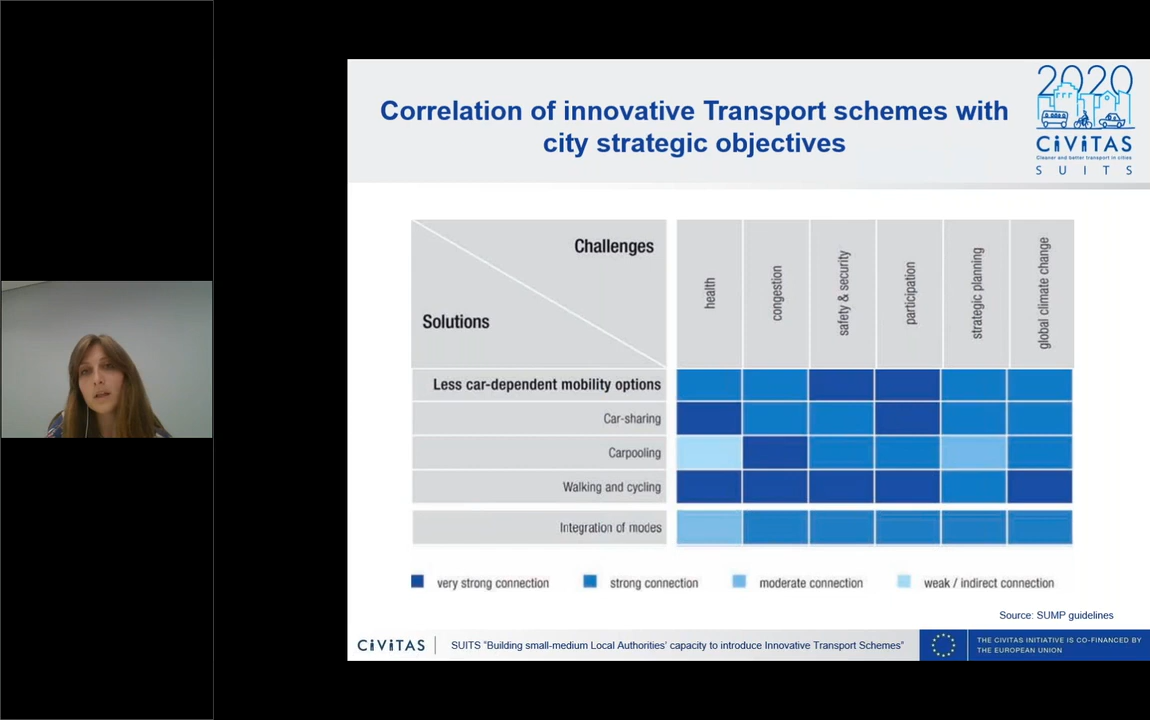 Correlation of innovative Transport schemes with
city strategic objectives
2020
CiViTAS
Cleaner and better transport in cities
S U I T S
Challenges
Solutions
health
congestion
safety & security
participation
strategic planning
global climate change
Less car-dependent mobility options
Car-sharing
Carpooling
Walking and cycling
Integration of modes
very strong connection
strong connection
moderate connection
weak / indirect connection
Source: SUMP guidelines
CiViTAS
SUITS "Building small-medium Local Authorities' capacity to introduce Innovative Transport Schemes"
THE CIVITAS INITIATIVE IS CO-FINANCED BY
THE EUROPEAN UNION